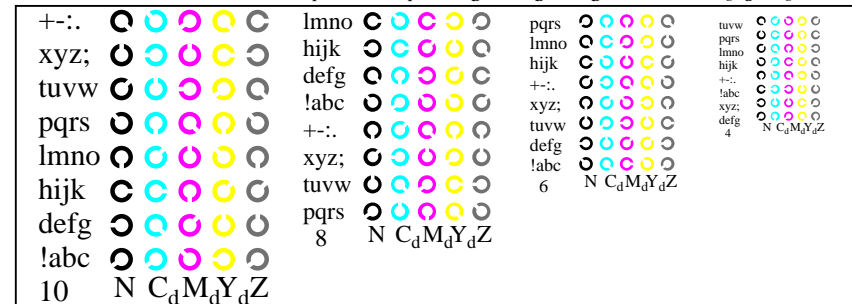 +-:.
xyz;
tuvw
pqrs
lmno
hijk
defg
!abc
10 N CdMdYdZ
lmno
hijk
defg
!abc
+-:.
xyz;
tuvw
pqrs
8 N CdMdYdZ
pqrs
lmno
hijk
+-:.
xyz;
tuvw
defg
!abc
6 N CdMdYdZ
tuvw
pqrs
lmno
hijk
+-:.
!abc
xyz;
defg
4 N CdMdYdZ